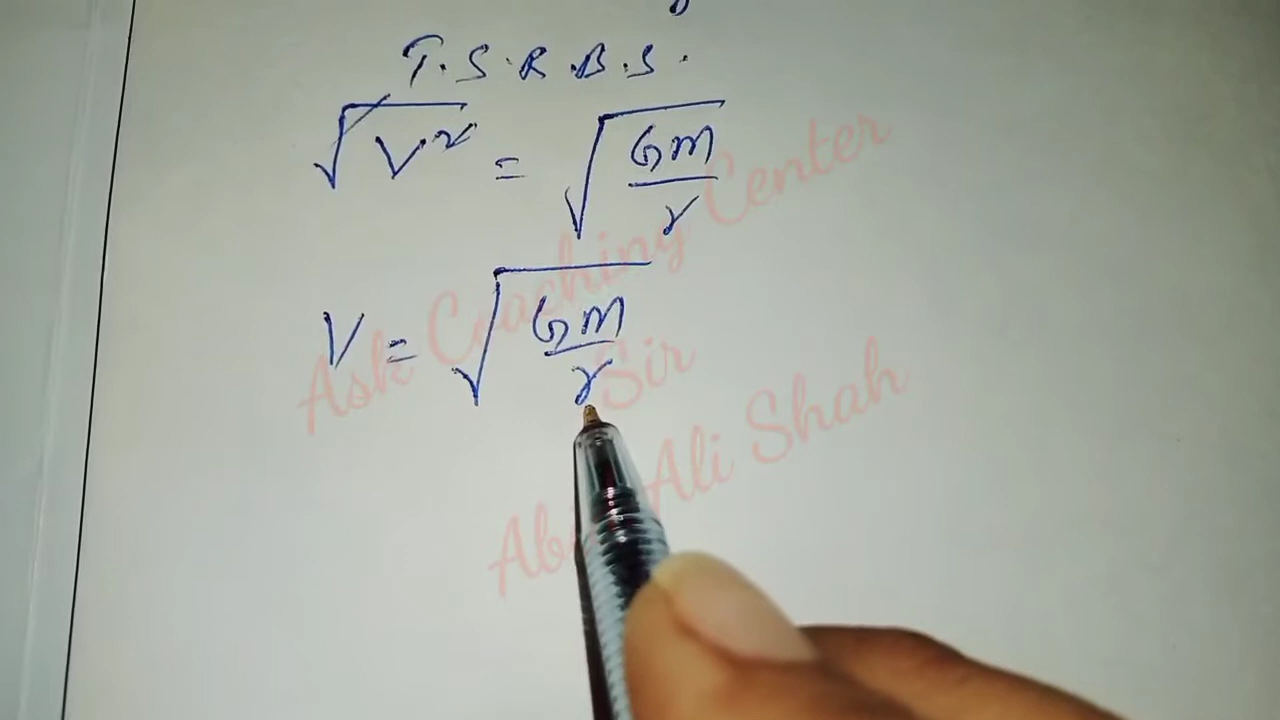 T.S.R.B.S.
√V² = √(GM/r)
V = √(GM/r)
Ask Coaching Center
Sir
Ali Shah